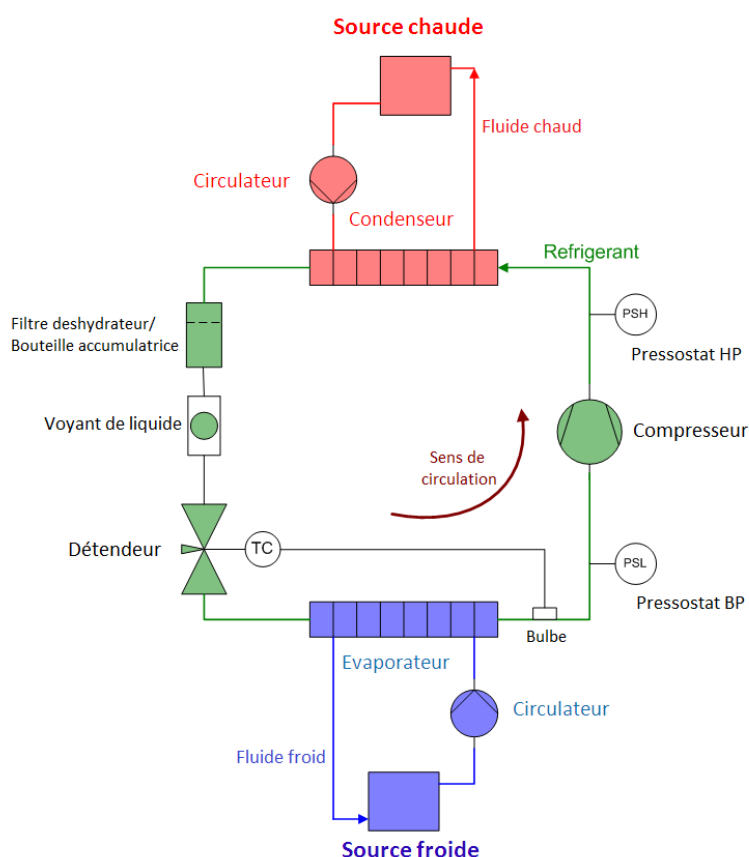 Source chaude
Fluide chaud
Circulateur
Condenseur
Refrigerant
PSH
Pressostat HP
Filtre deshydrateur/
Bouteille accumulatrice
Voyant de liquide
Compresseur
Sens de
circulation
Détendeur
TC
PSL
Pressostat BP
Bulbe
Evaporateur
Circulateur
Fluide froid
Source froide